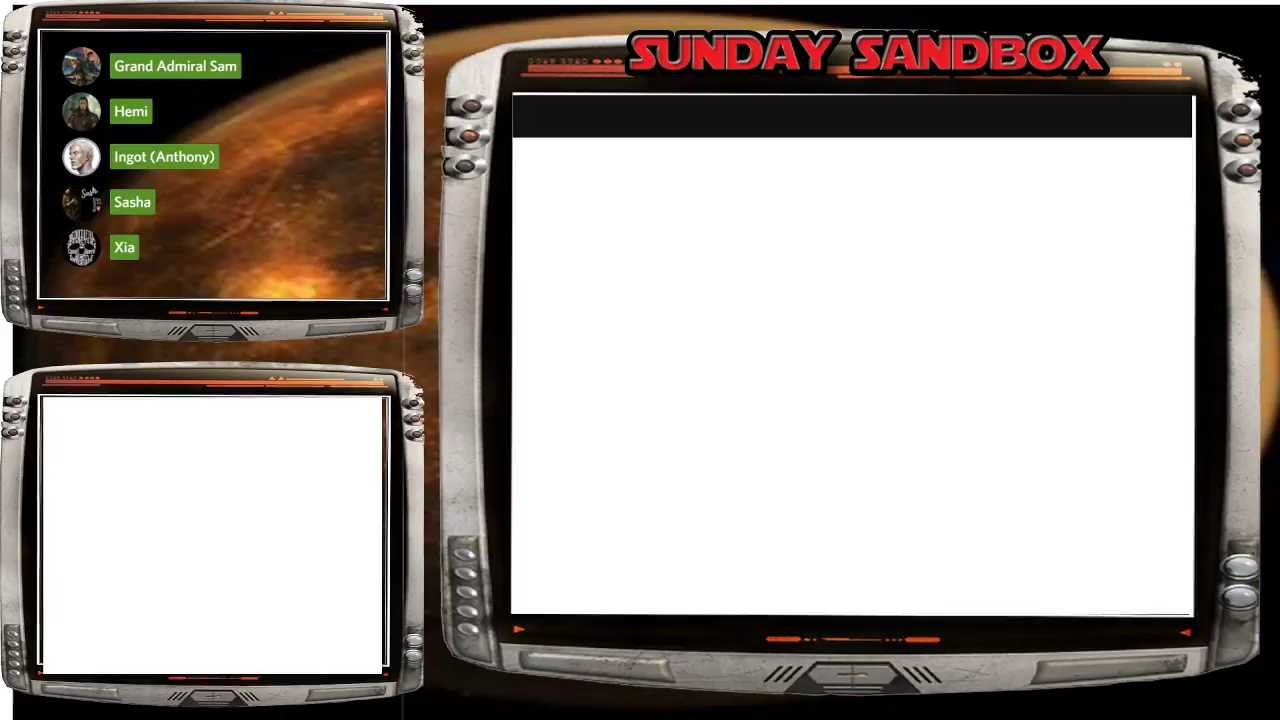 SUNDAY SANDBOX
Grand Admiral Sam
Hemi
Ingot (Anthony)
Sasha
Xia